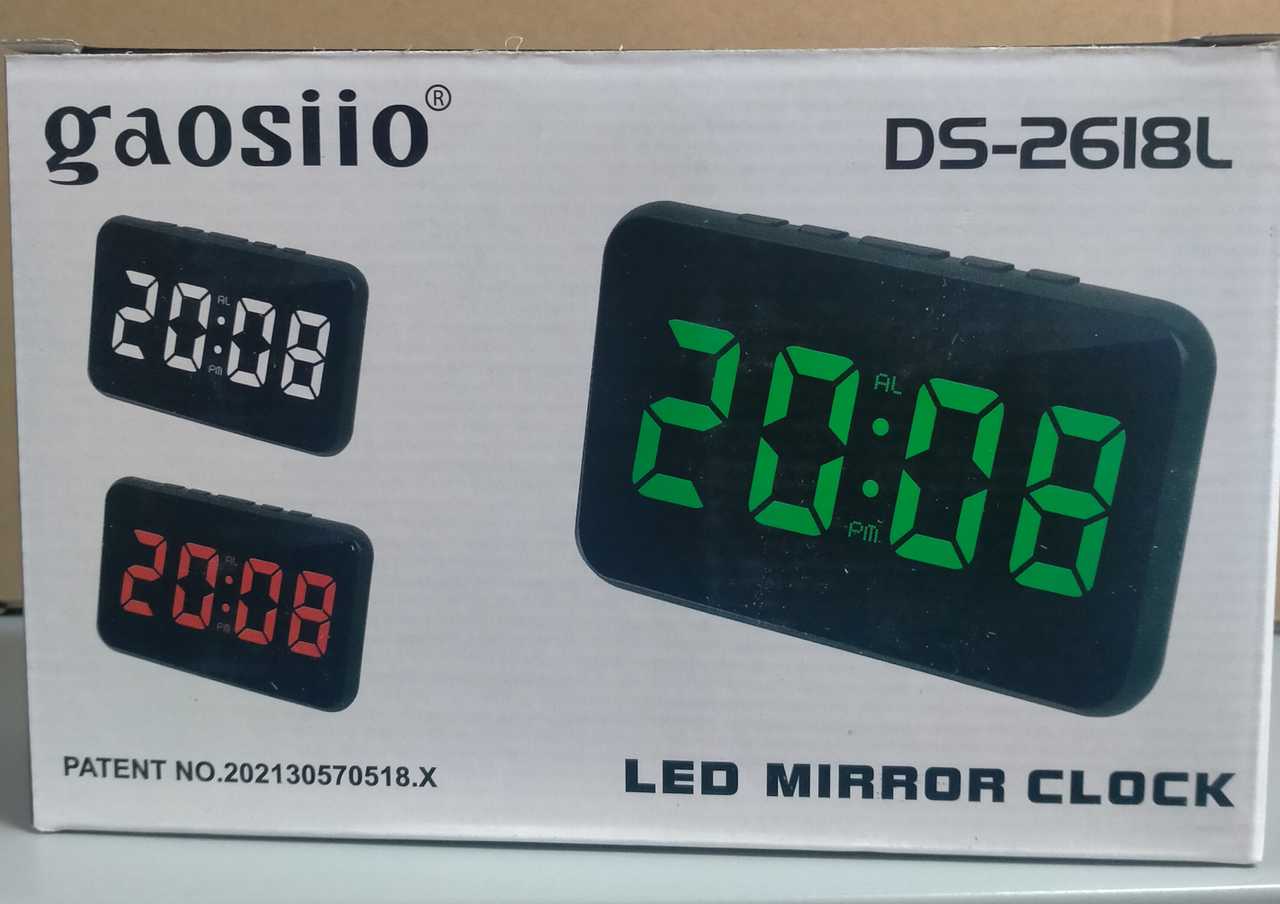 gaosiio®
DS-2618L
20:08
AL
PM
20:08
AL
PM
20:08
AL
PM
PATENT NO.202130570518.X
LED MIRROR CLOCK